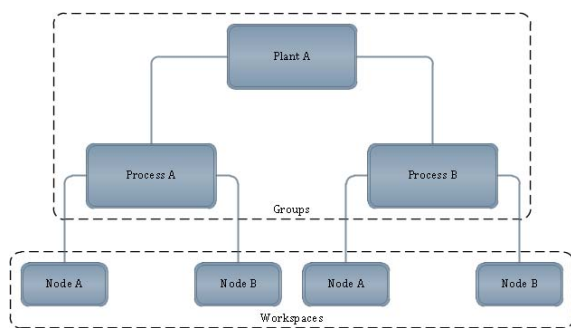 Plant A
Process A
Process B
Groups
Node A
Node B
Node A
Node B
Workspaces